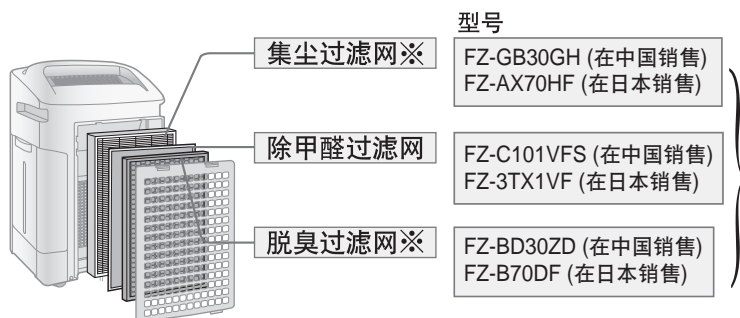 型号
集尘过滤网※
FZ-GB30GH (在中国销售)
FZ-AX70HF (在日本销售)
除甲醛过滤网
FZ-C101VFS (在中国销售)
FZ-3TX1VF (在日本销售)
脱臭过滤网※
FZ-BD30ZD (在中国销售)
FZ-B70DF (在日本销售)